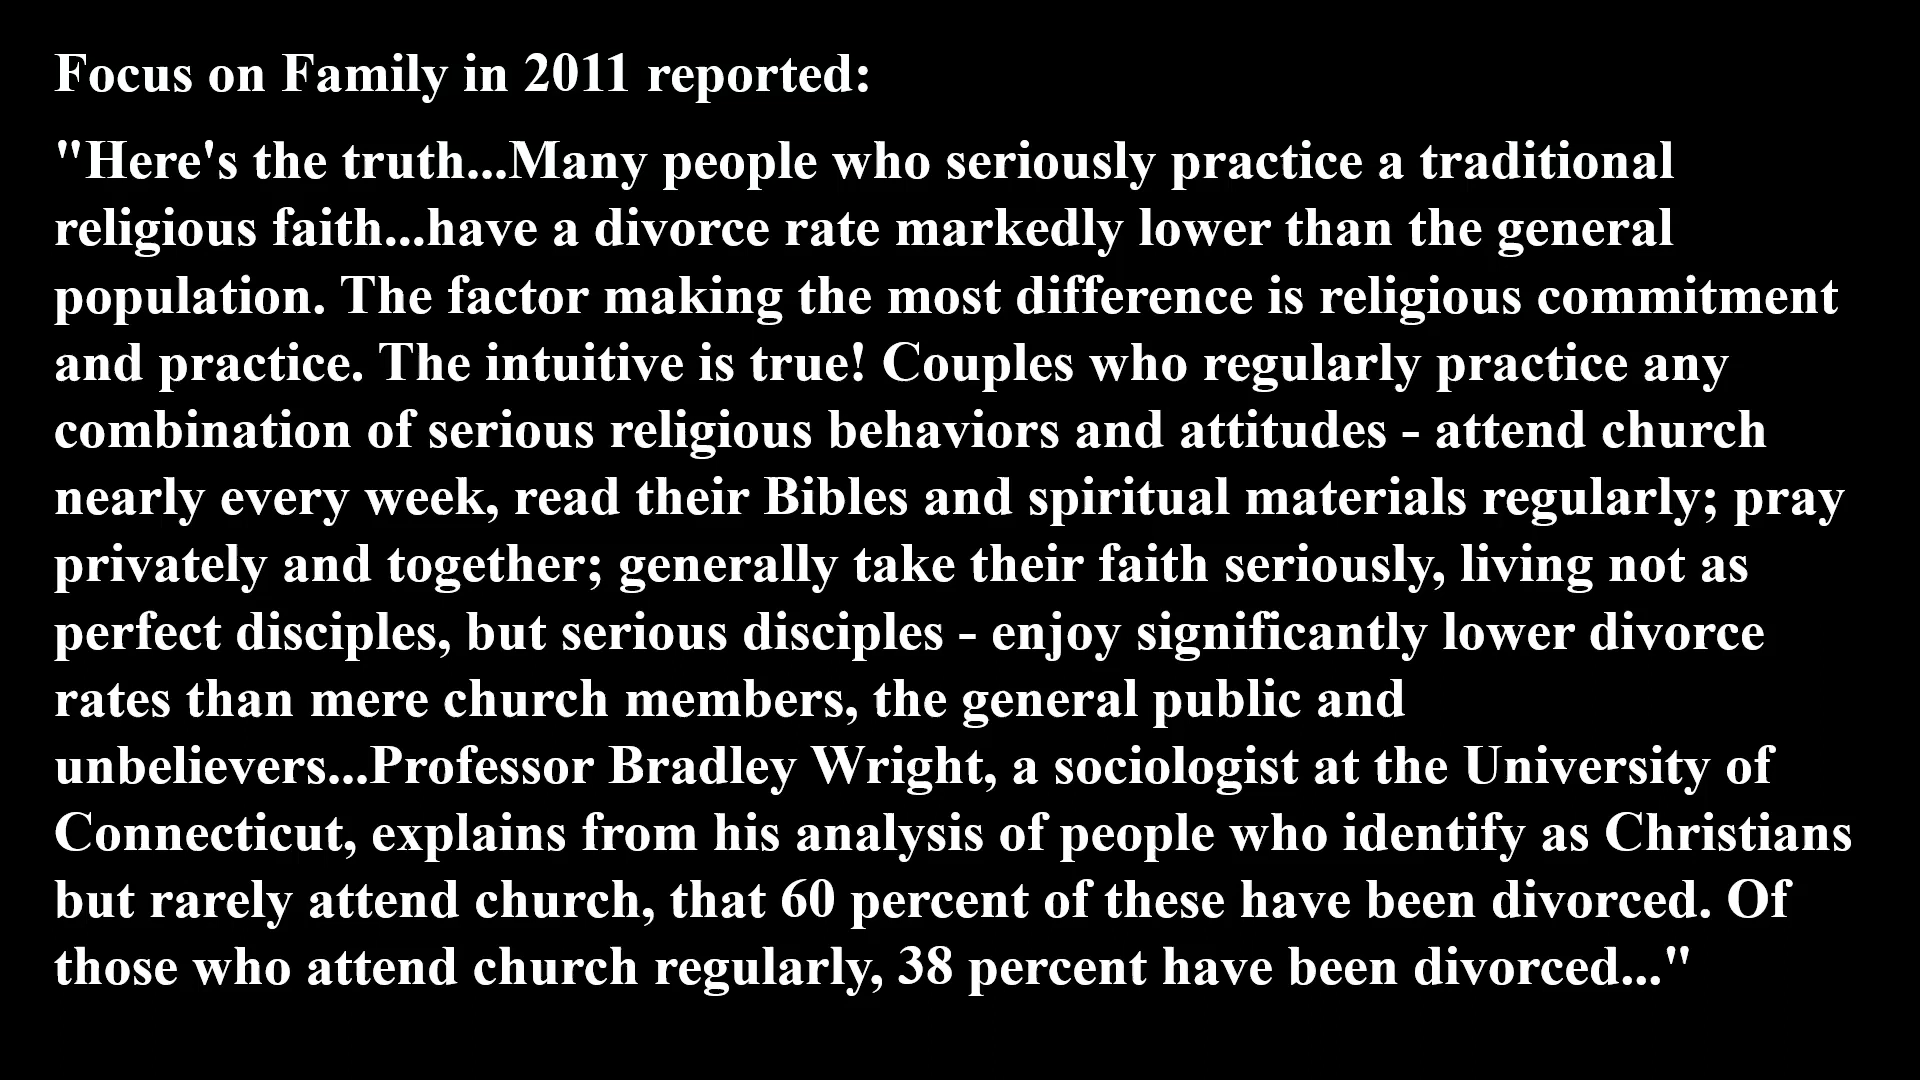 Focus on Family in 2011 reported:
"Here's the truth...Many people who seriously practice a traditional
religious faith...have a divorce rate markedly lower than the general
population. The factor making the most difference is religious commitment
and practice. The intuitive is true! Couples who regularly practice any
combination of serious religious behaviors and attitudes - attend church
nearly every week, read their Bibles and spiritual materials regularly; pray
privately and together; generally take their faith seriously, living not as
perfect disciples, but serious disciples - enjoy significantly lower divorce
rates than mere church members, the general public and
unbelievers...Professor Bradley Wright, a sociologist at the University of
Connecticut, explains from his analysis of people who identify as Christians
but rarely attend church, that 60 percent of these have been divorced. Of
those who attend church regularly, 38 percent have been divorced..."